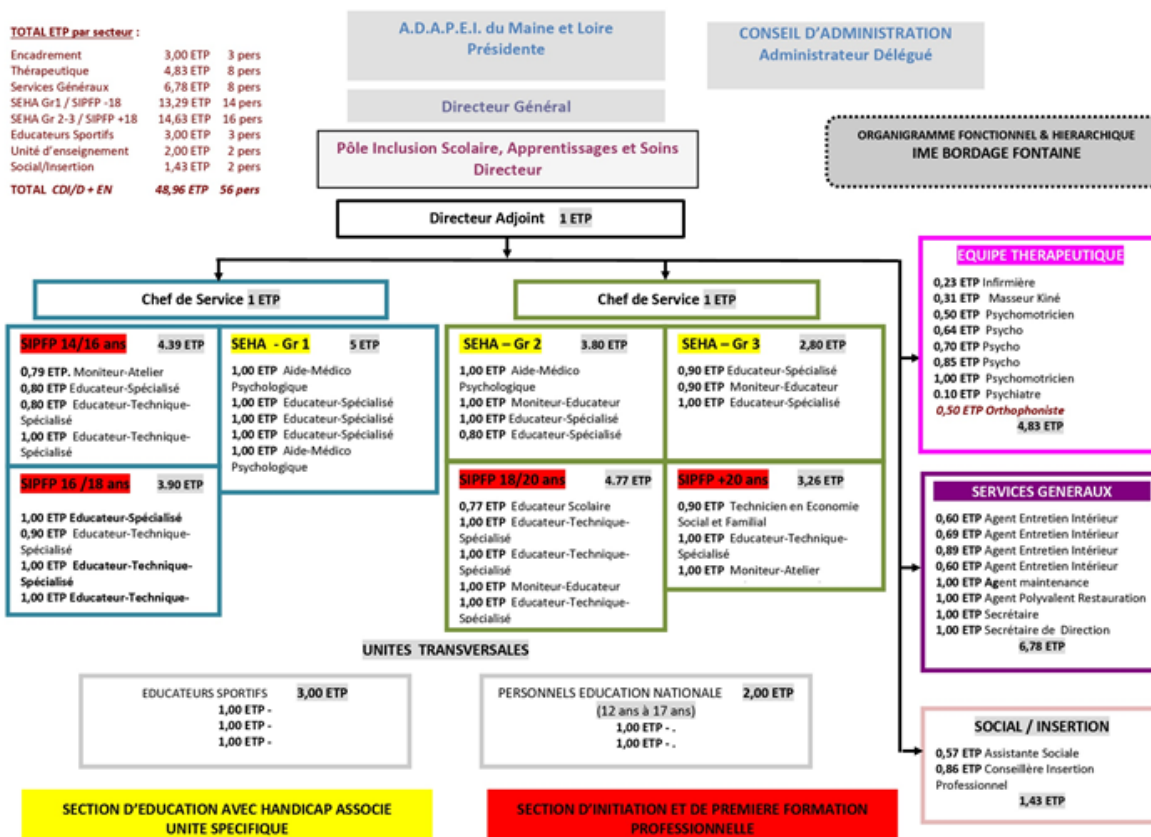 TOTAL ETP par secteur :
Encadrement 3,00 ETP 3 pers
Thérapeutique 4,83 ETP 8 pers
Services Généraux 6,78 ETP 8 pers
SEHA Gr1 / SIPFP -18 13,29 ETP 14 pers
SEHA Gr 2-3 / SIPFP +18 14,63 ETP 16 pers
Educateurs Sportifs 3,00 ETP 3 pers
Unité d'enseignement 2,00 ETP 2 pers
Social/Insertion 1,43 ETP 2 pers
TOTAL CDI/D + EN 48,96 ETP 56 pers
A.D.A.P.E.I. du Maine et Loire
Présidente
CONSEIL D'ADMINISTRATION
Administrateur Délégué
Directeur Général
Pôle Inclusion Scolaire, Apprentissages et Soins
Directeur
ORGANIGRAMME FONCTIONNEL & HIERARCHIQUE
IME BORDAGE FONTAINE
Directeur Adjoint 1 ETP
Chef de Service 1 ETP
Chef de Service 1 ETP
SIPFP 14/16 ans 4.39 ETP
0,79 ETP. Moniteur-Atelier
0,80 ETP Educateur-Spécialisé
0,80 ETP Educateur-Technique-
Spécialisé
1,00 ETP Educateur-Technique-
Spécialisé
SEHA - Gr 1 5 ETP
1,00 ETP Aide-Médico
Psychologique
1,00 ETP Educateur-Spécialisé
1,00 ETP Educateur-Spécialisé
1,00 ETP Educateur-Spécialisé
1,00 ETP Aide-Médico
Psychologique
SIPFP 16 /18 ans 3.90 ETP
1,00 ETP Educateur-Spécialisé
0,90 ETP Educateur-Technique-
Spécialisé
1,00 ETP Educateur-Technique-
Spécialisé
1,00 ETP Educateur-Technique-
SEHA – Gr 2 3.80 ETP
1,00 ETP Aide-Médico
Psychologique
1,00 ETP Moniteur-Educateur
1,00 ETP Educateur-Spécialisé
0,80 ETP Educateur-Spécialisé
SEHA – Gr 3 2,80 ETP
0,90 ETP Educateur-Spécialisé
0,90 ETP Moniteur-Educateur
1,00 ETP Educateur-Spécialisé
SIPFP 18/20 ans 4.77 ETP
0,77 ETP Educateur Scolaire
1,00 ETP Educateur-Technique-
Spécialisé
1,00 ETP Educateur-Technique-
Spécialisé
1,00 ETP Moniteur-Educateur
1,00 ETP Educateur-Technique-
Spécialisé
SIPFP +20 ans 3,26 ETP
0,90 ETP Technicien en Economie
Social et Familial
1,00 ETP Educateur-Technique-
Spécialisé
1,00 ETP Moniteur-Atelier
EQUIPE THERAPEUTIQUE
0,23 ETP Infirmière
0,31 ETP Masseur Kiné
0,50 ETP Psychomotricien
0,64 ETP Psycho
0,70 ETP Psycho
0,85 ETP Psycho
1,00 ETP Psychomotricien
0.10 ETP Psychiatre
0,50 ETP Orthophoniste
4,83 ETP
SERVICES GENERAUX
0,60 ETP Agent Entretien Intérieur
0,69 ETP Agent Entretien Intérieur
0,89 ETP Agent Entretien Intérieur
0,60 ETP Agent Entretien Intérieur
1,00 ETP Agent maintenance
1,00 ETP Agent Polyvalent Restauration
1,00 ETP Secrétaire
1,00 ETP Secrétaire de Direction
6,78 ETP
SOCIAL / INSERTION
0,57 ETP Assistante Sociale
0,86 ETP Conseillère Insertion
Professionnel
1,43 ETP
UNITES TRANSVERSALES
EDUCATEURS SPORTIFS 3,00 ETP
1,00 ETP -
1,00 ETP -
1,00 ETP -
PERSONNELS EDUCATION NATIONALE 2,00 ETP
(12 ans à 17 ans)
1,00 ETP - .
1,00 ETP - .
SECTION D'EDUCATION AVEC HANDICAP ASSOCIE
UNITE SPECIFIQUE
SECTION D'INITIATION ET DE PREMIERE FORMATION
PROFESSIONNELLE